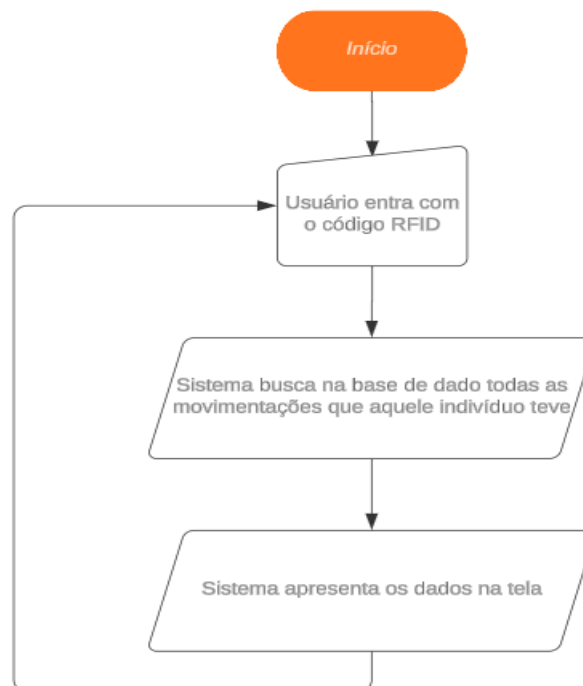 Início
Usuário entra com
o código RFID
Sistema busca na base de dado todas as
movimentações que aquele indivíduo teve
Sistema apresenta os dados na tela